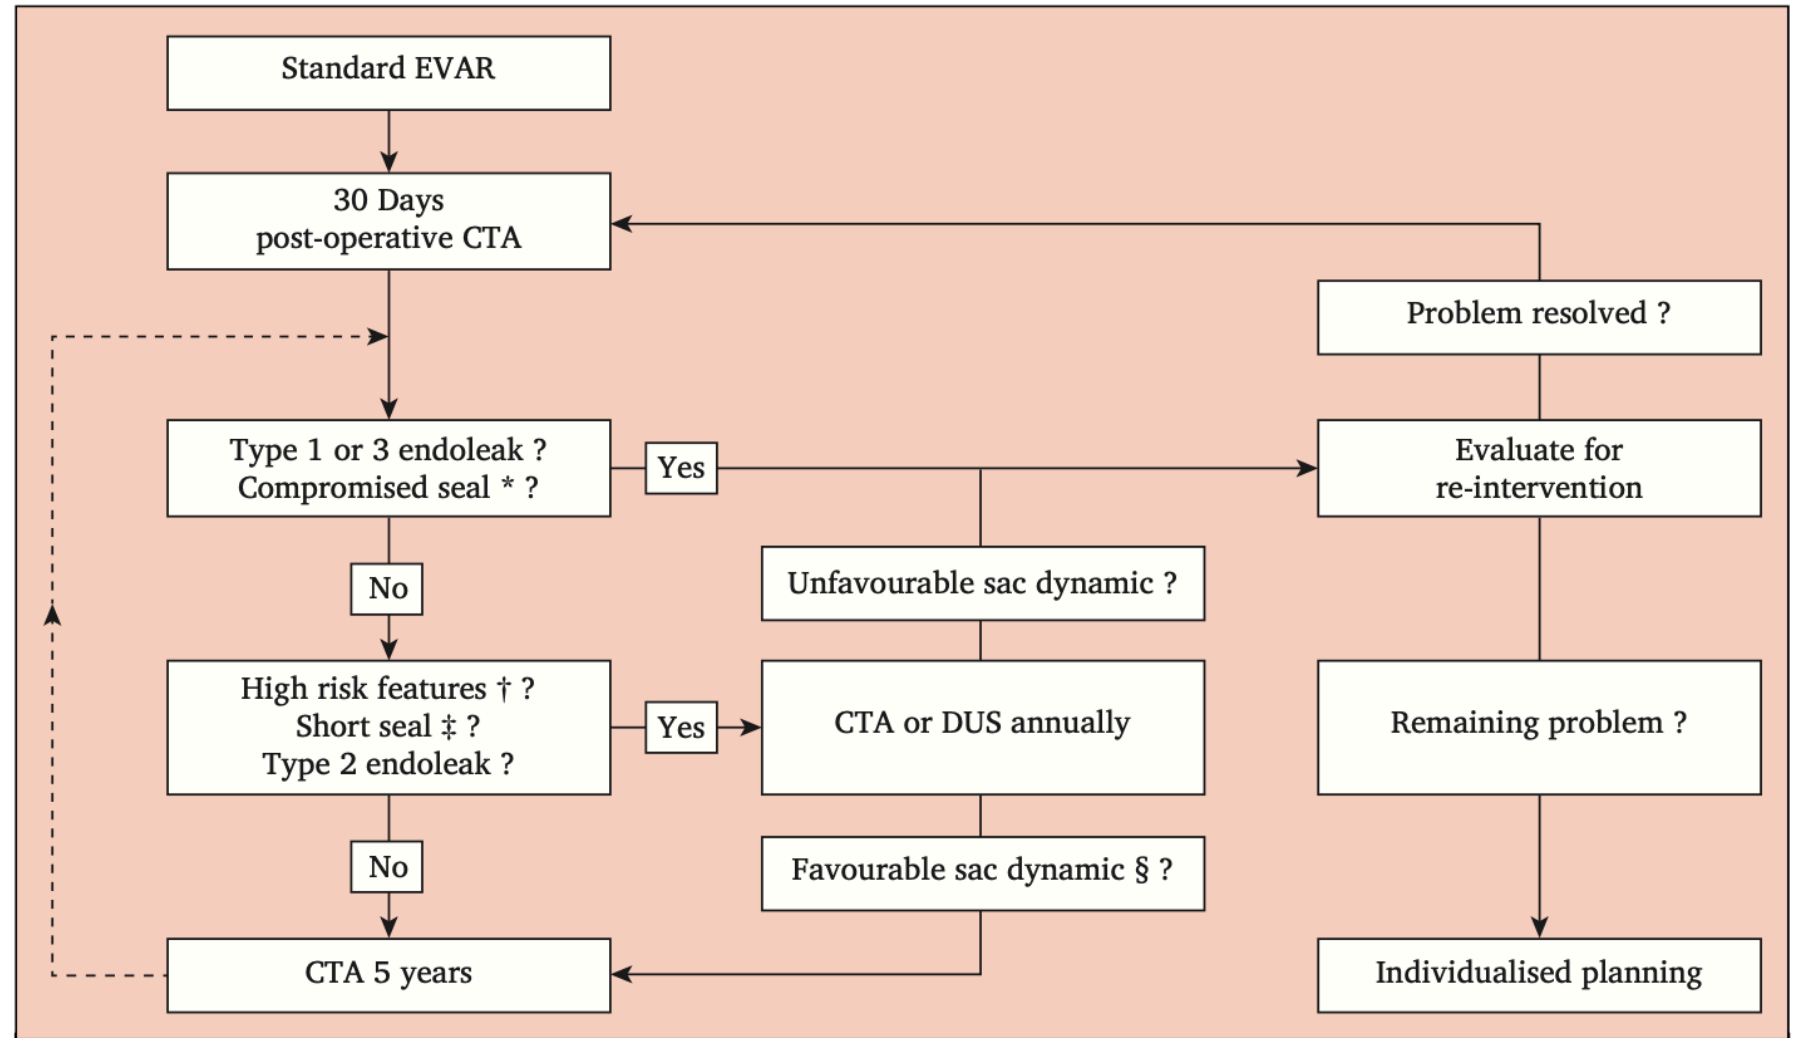 Standard EVAR
30 Days
post-operative CTA
Problem resolved ?
Type 1 or 3 endoleak ?
Compromised seal * ?
Yes
Evaluate for
re-intervention
No
Unfavourable sac dynamic ?
High risk features † ?
Short seal ‡ ?
Type 2 endoleak ?
Yes
CTA or DUS annually
Remaining problem ?
No
Favourable sac dynamic § ?
CTA 5 years
Individualised planning